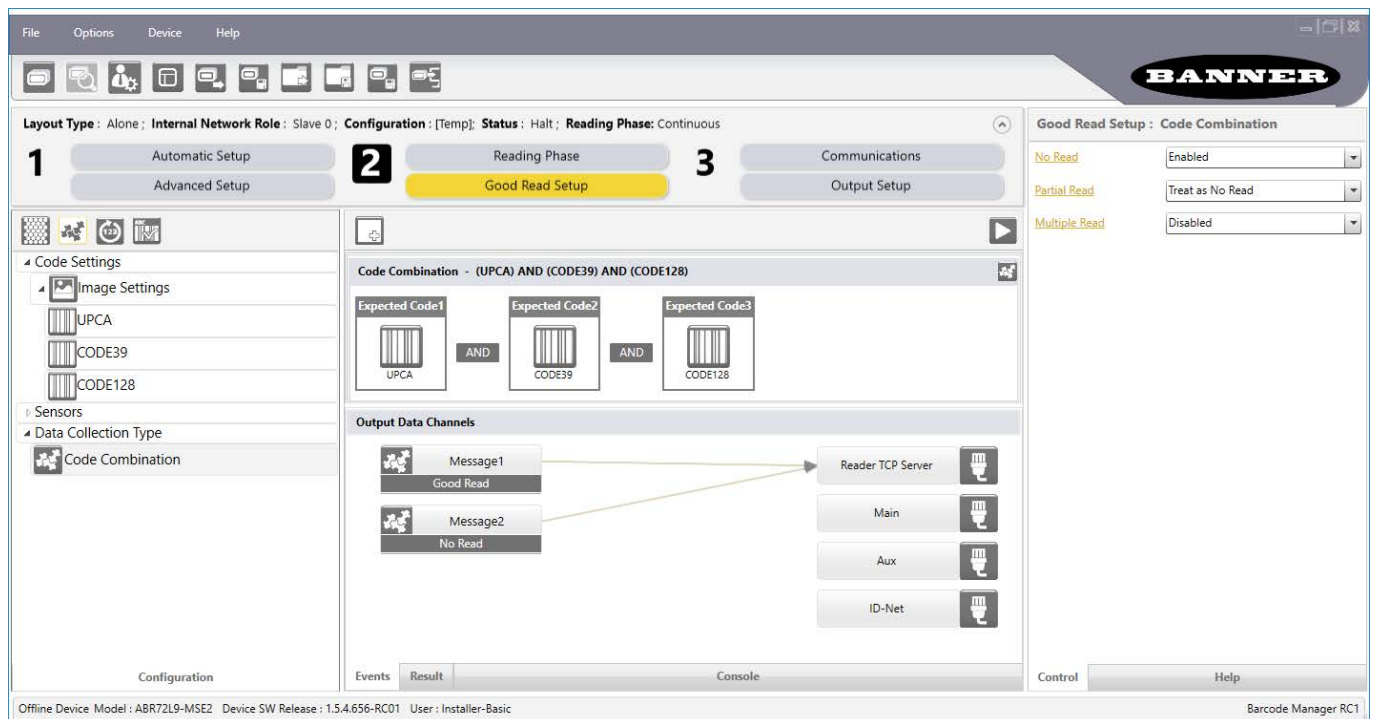 File Options Device Help
BANNER
Layout Type : Alone ; Internal Network Role : Slave 0 ; Configuration : [Temp]; Status : Halt ; Reading Phase: Continuous
1 Automatic Setup
Advanced Setup
2 Reading Phase
Good Read Setup
3 Communications
Output Setup
123
Code Settings
Image Settings
UPCA
CODE39
CODE128
Sensors
Data Collection Type
Code Combination
Configuration
Code Combination - (UPCA) AND (CODE39) AND (CODE128)
Expected Code1 Expected Code2 Expected Code3
AND AND
UPCA CODE39 CODE128
Output Data Channels
Message1
Good Read
Message2
No Read
Reader TCP Server
Main
Aux
ID-Net
Events Result Console
Good Read Setup : Code Combination
No Read Enabled
Partial Read Treat as No Read
Multiple Read Disabled
Control Help
Offline Device Model : ABR72L9-MSE2 Device SW Release : 1.5.4.656-RC01 User : Installer-Basic
Barcode Manager RC1